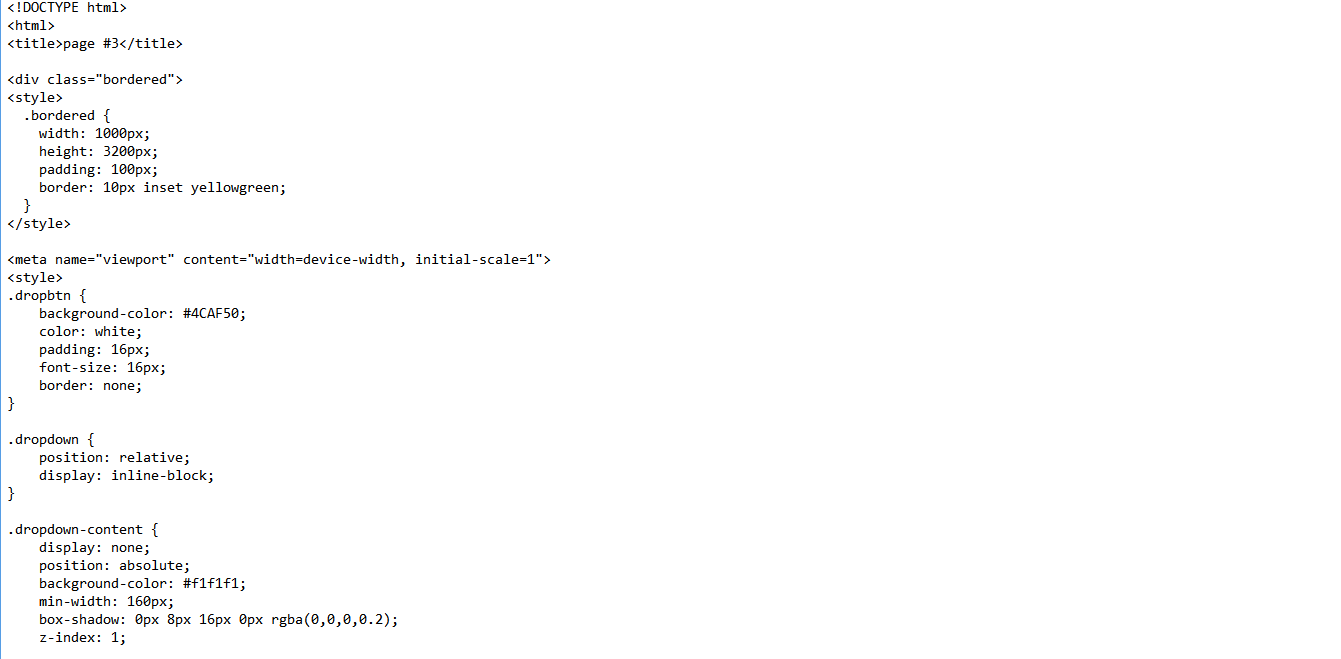 <!DOCTYPE html>
<html>
<title>page #3</title>

<div class="bordered">
<style>
  .bordered {
    width: 1000px;
    height: 3200px;
    padding: 100px;
    border: 10px inset yellowgreen;
  }
</style>

<meta name="viewport" content="width=device-width, initial-scale=1">
<style>
.dropbtn {
    background-color: #4CAF50;
    color: white;
    padding: 16px;
    font-size: 16px;
    border: none;
}

.dropdown {
    position: relative;
    display: inline-block;
}

.dropdown-content {
    display: none;
    position: absolute;
    background-color: #f1f1f1;
    min-width: 160px;
    box-shadow: 0px 8px 16px 0px rgba(0,0,0,0.2);
    z-index: 1;